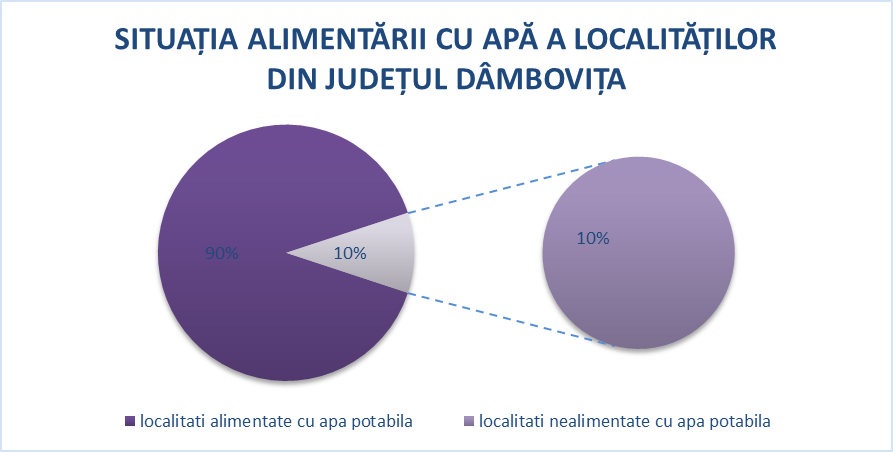 SITUAȚIA ALIMENTĂRII CU APĂ A LOCALITĂȚILOR
DIN JUDEȚUL DÂMBOVIȚA
90%
10%
10%
localitati alimentate cu apa potabila
localitati nealimentate cu apa potabila